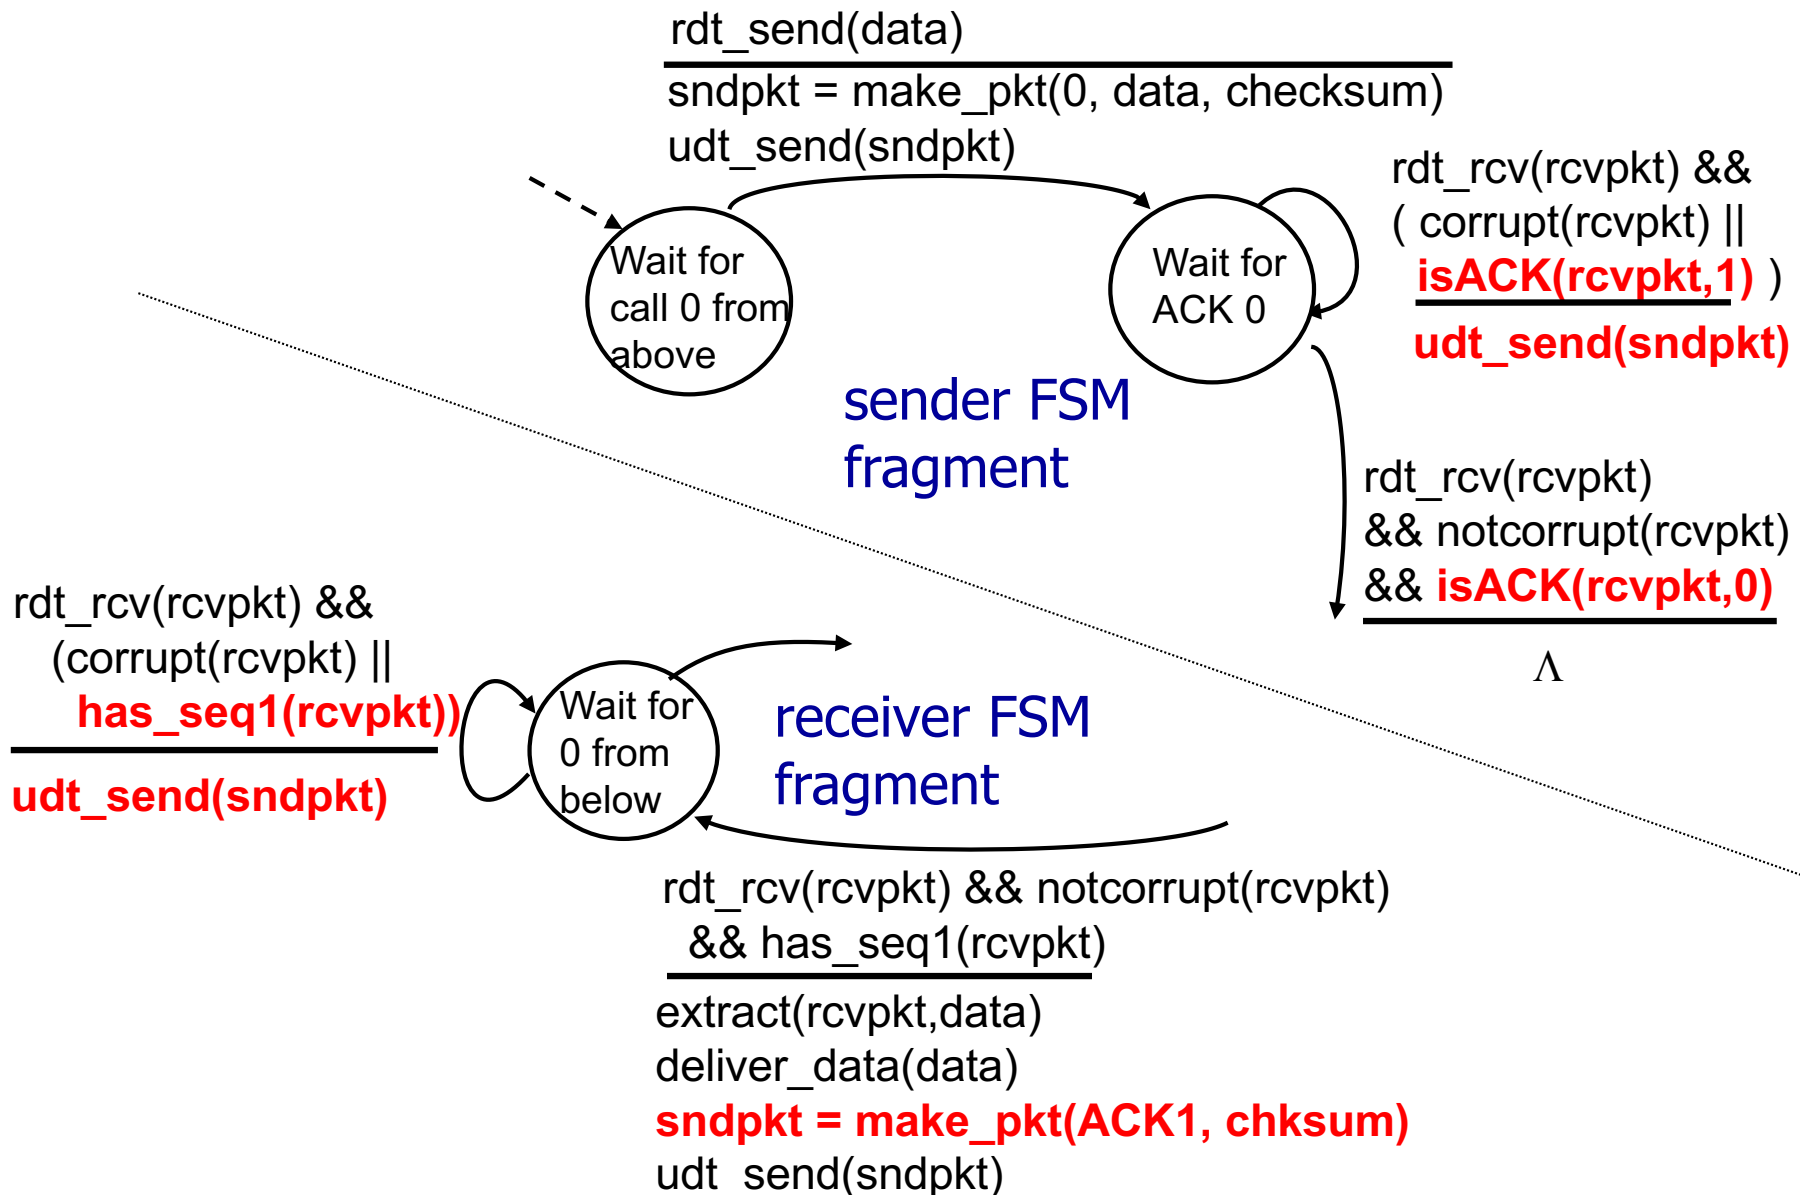 rdt_send(data)
sndpkt = make_pkt(0, data, checksum)
udt_send(sndpkt)
Wait for
call 0 from
above
Wait for
ACK 0
rdt_rcv(rcvpkt) &&
( corrupt(rcvpkt) ||
isACK(rcvpkt,1) )
udt_send(sndpkt)
sender FSM
fragment
rdt_rcv(rcvpkt)
&& notcorrupt(rcvpkt)
&& isACK(rcvpkt,0)
Λ
rdt_rcv(rcvpkt) &&
(corrupt(rcvpkt) ||
has_seq1(rcvpkt))
udt_send(sndpkt)
Wait for
0 from
below
receiver FSM
fragment
rdt_rcv(rcvpkt) && notcorrupt(rcvpkt)
&& has_seq1(rcvpkt)
extract(rcvpkt,data)
deliver_data(data)
sndpkt = make_pkt(ACK1, chksum)
udt_send(sndpkt)